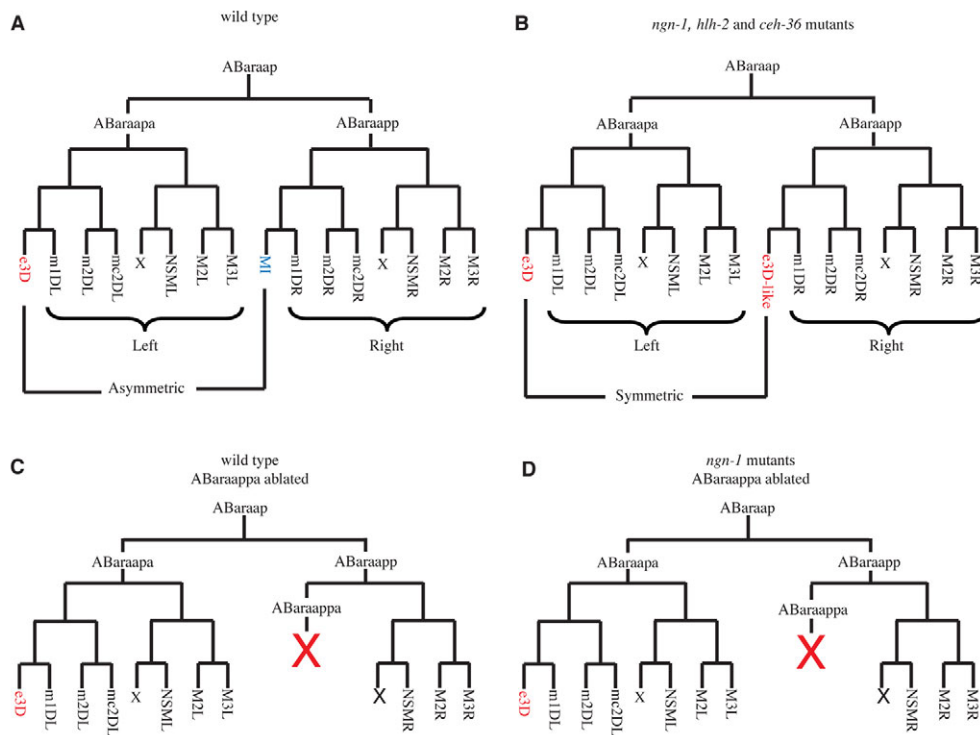 A
wild type
ABaraap
ABaraapa
ABaraapp
e3D
m1DL
m2DL
mc2DL
X
NSML
M2L
M3L
MI
m1DR
m2DR
mc2DR
X
NSMR
M2R
M3R
Left
Right
Asymmetric
B
ngn-1, hlh-2 and ceh-36 mutants
ABaraap
ABaraapa
ABaraapp
e3D
m1DL
m2DL
mc2DL
X
NSML
M2L
M3L
e3D-like
m1DR
m2DR
mc2DR
X
NSMR
M2R
M3R
Left
Right
Symmetric
C
wild type
ABaraappa ablated
ABaraap
ABaraapa
ABaraapp
ABaraappa
X
e3D
m1DL
m2DL
mc2DL
X
NSML
M2L
M3L
X
NSMR
M2R
M3R
D
ngn-1 mutants
ABaraappa ablated
ABaraap
ABaraapa
ABaraapp
ABaraappa
X
e3D
m1DL
m2DL
mc2DL
X
NSML
M2L
M3L
X
NSMR
M2R
M3R